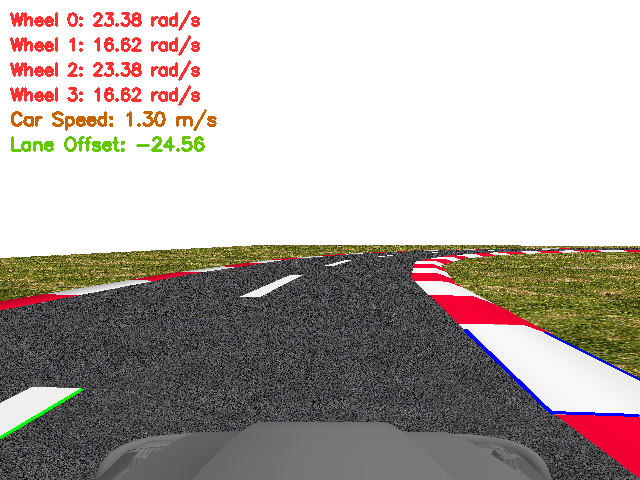 Wheel 0: 23.38 rad/s
Wheel 1: 16.62 rad/s
Wheel 2: 23.38 rad/s
Wheel 3: 16.62 rad/s
Car Speed: 1.30 m/s
Lane Offset: -24.56